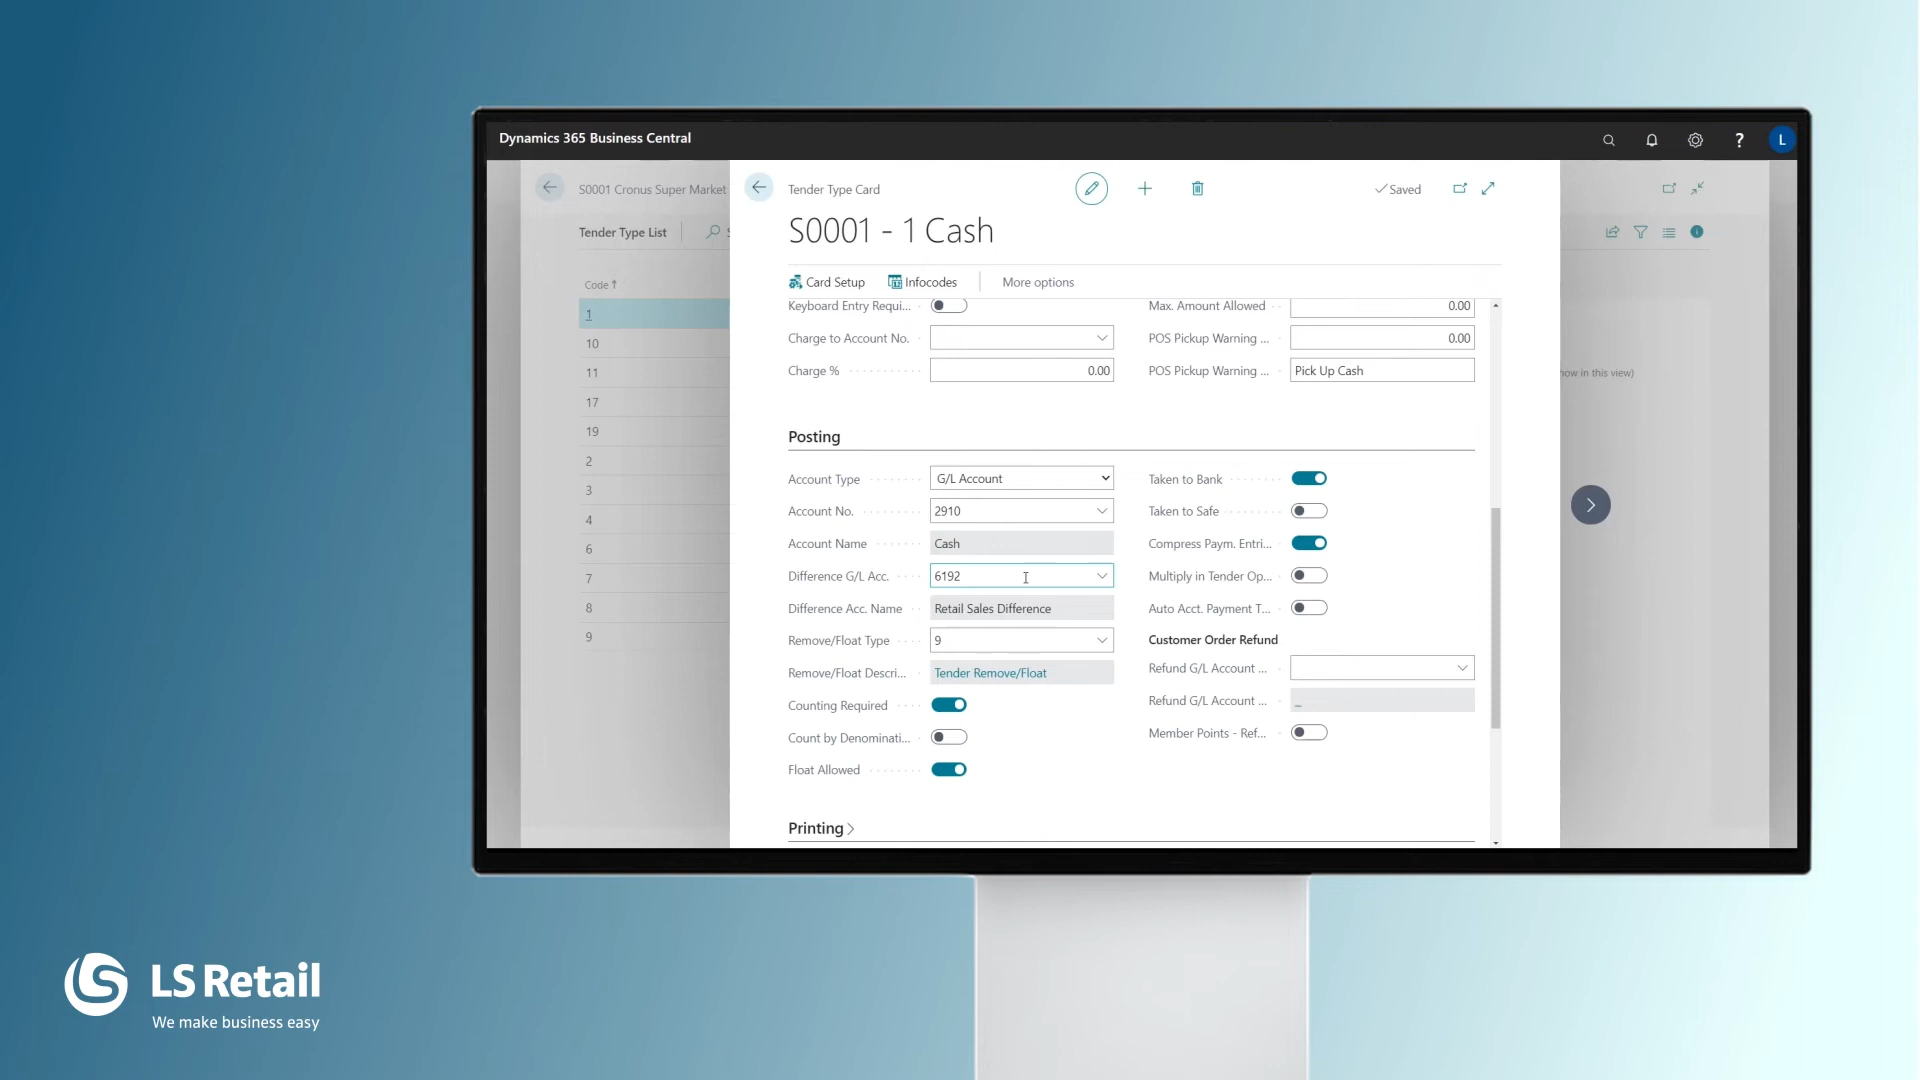 Dynamics 365 Business Central
?
L
S0001 Cronus Super Market
Tender Type List
Code ↑
1
10
11
17
19
2
3
4
6
7
8
9
Tender Type Card
Saved
S0001 - 1 Cash
Card Setup
Infocodes
More options
Keyboard Entry Requi...
Charge to Account No.
Charge %
0.00
Max. Amount Allowed
0.00
POS Pickup Warning ...
0.00
POS Pickup Warning ...
Pick Up Cash
Posting
Account Type
G/L Account
Account No.
2910
Account Name
Cash
Difference G/L Acc.
6192
Difference Acc. Name
Retail Sales Difference
Remove/Float Type
9
Remove/Float Descri...
Tender Remove/Float
Counting Required
Count by Denominati...
Float Allowed
Taken to Bank
Taken to Safe
Compress Paym. Entri...
Multiply in Tender Op...
Auto Acct. Payment T...
Customer Order Refund
Refund G/L Account ...
Refund G/L Account ...
_
Member Points - Ref...
Printing >
in this view)
LS Retail
We make business easy